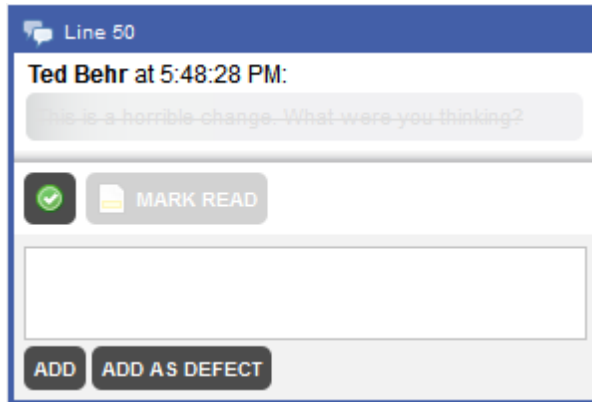 Line 50
Ted Behr at 5:48:28 PM:
This is a horrible change. What were you thinking?
MARK READ
ADD ADD AS DEFECT